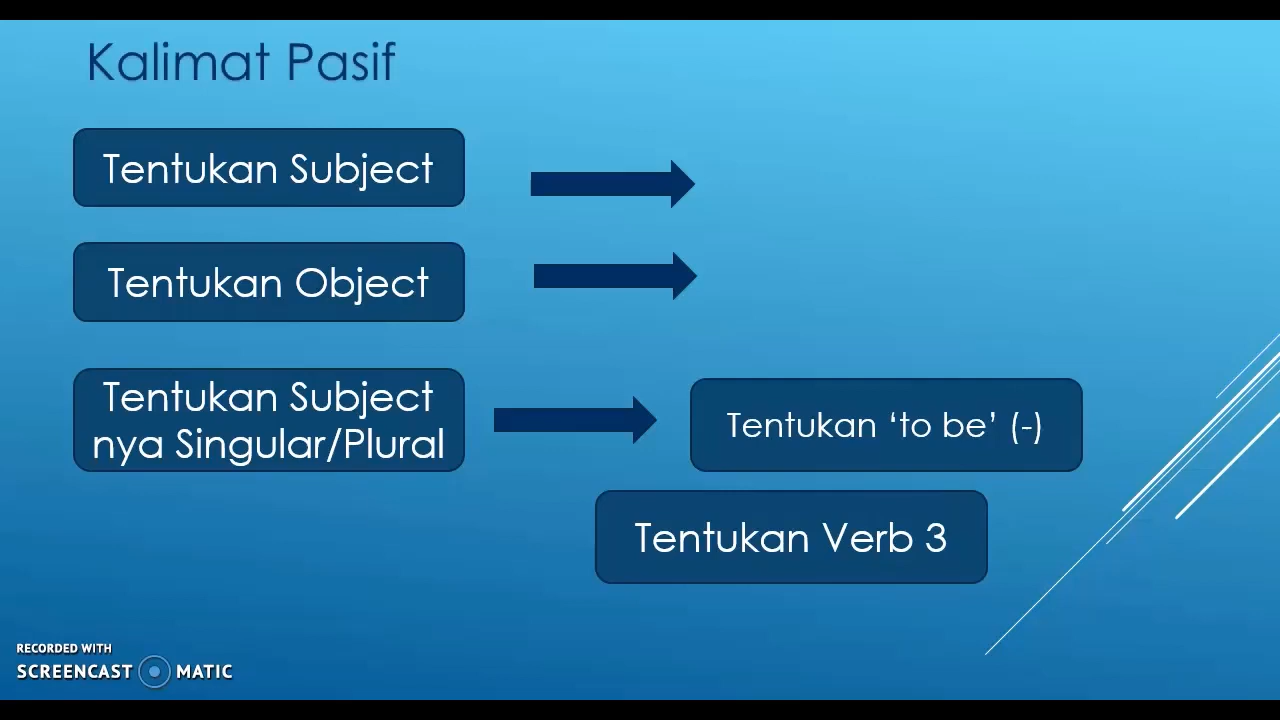 Kalimat Pasif
Tentukan Subject
Tentukan Object
Tentukan Subject
nya Singular/Plural
Tentukan ‘to be’ (-)
Tentukan Verb 3
RECORDED WITH
SCREENCAST MATIC